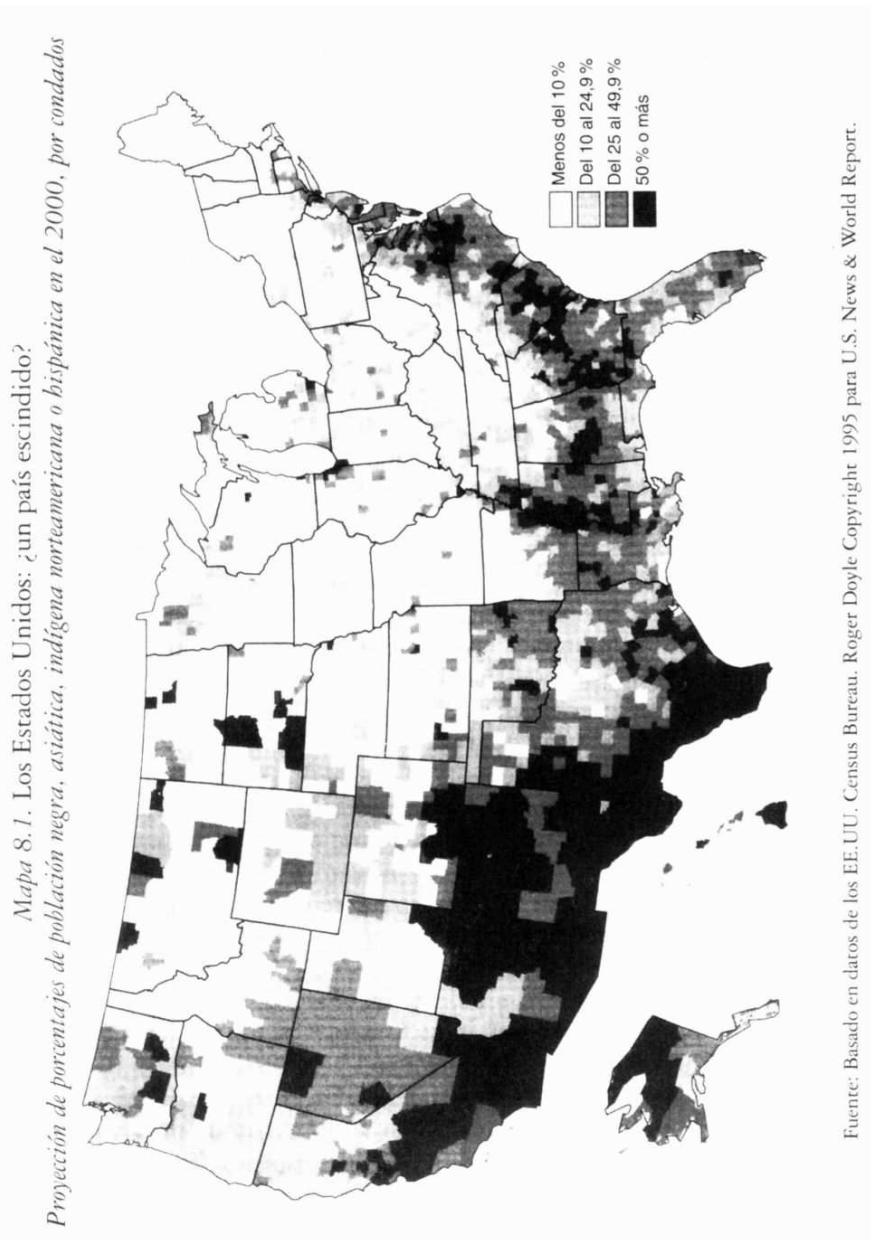 Mapa 8.1. Los Estados Unidos: ¿un país escindido?
Proyección de porcentajes de población negra, asiática, indígena norteamericana o hispánica en el 2000, por condados
Menos del 10%
Del 10 al 24,9%
Del 25 al 49,9%
50% o más
Fuente: Basado en datos de los EE.UU. Census Bureau. Roger Doyle Copyright 1995 para U.S. News & World Report.